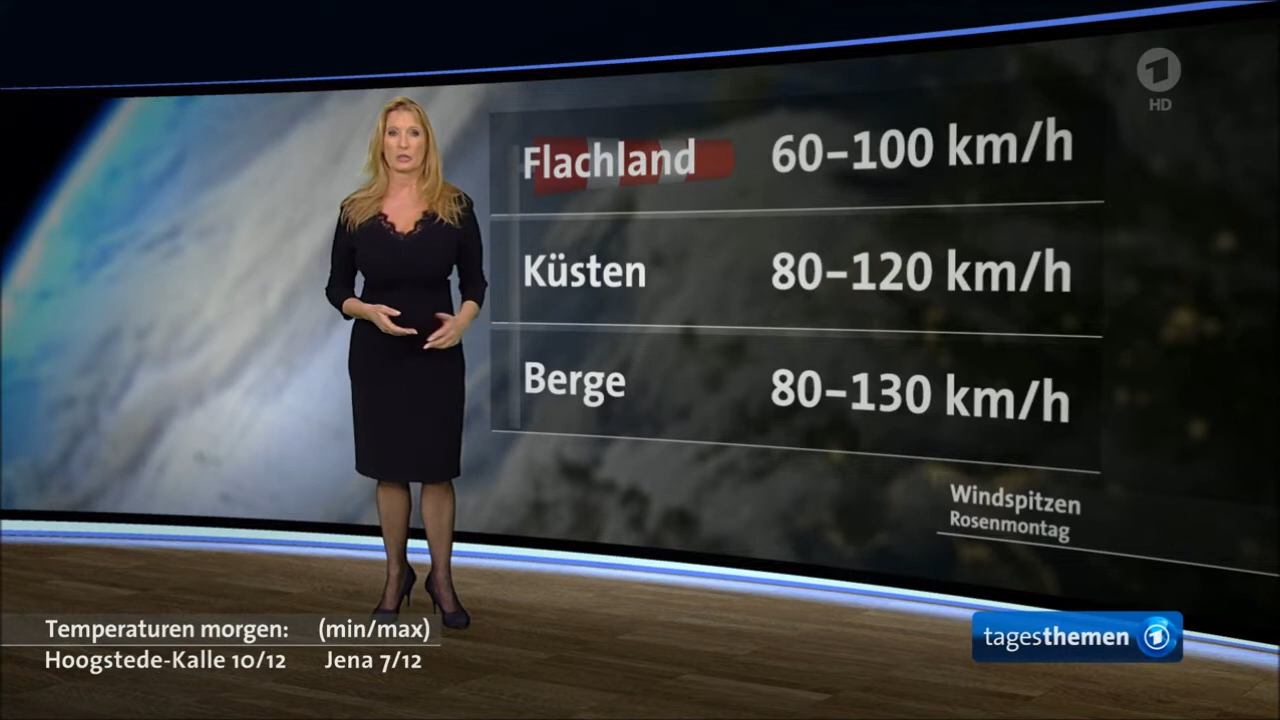 1
HD
Flachland 60–100 km/h
Küsten 80–120 km/h
Berge 80–130 km/h
Windspitzen
Rosenmontag
Temperaturen morgen: (min/max)
Hoogstede-Kalle 10/12 Jena 7/12
tagesthemen 1